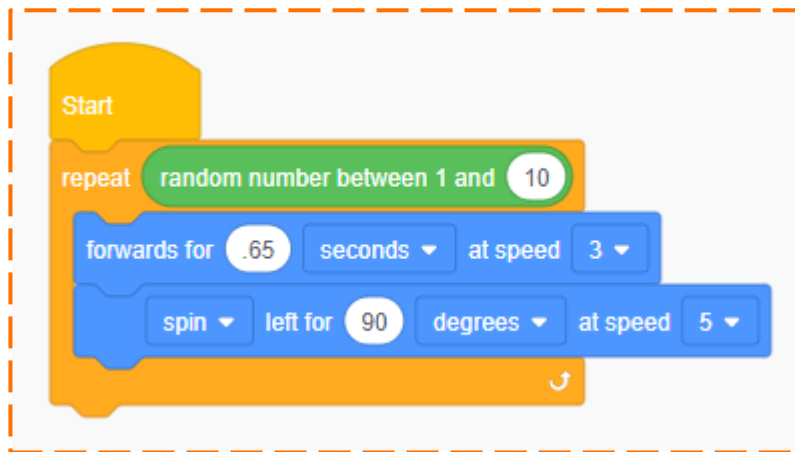 Start
repeat random number between 1 and 10
forwards for .65 seconds at speed 3
spin left for 90 degrees at speed 5